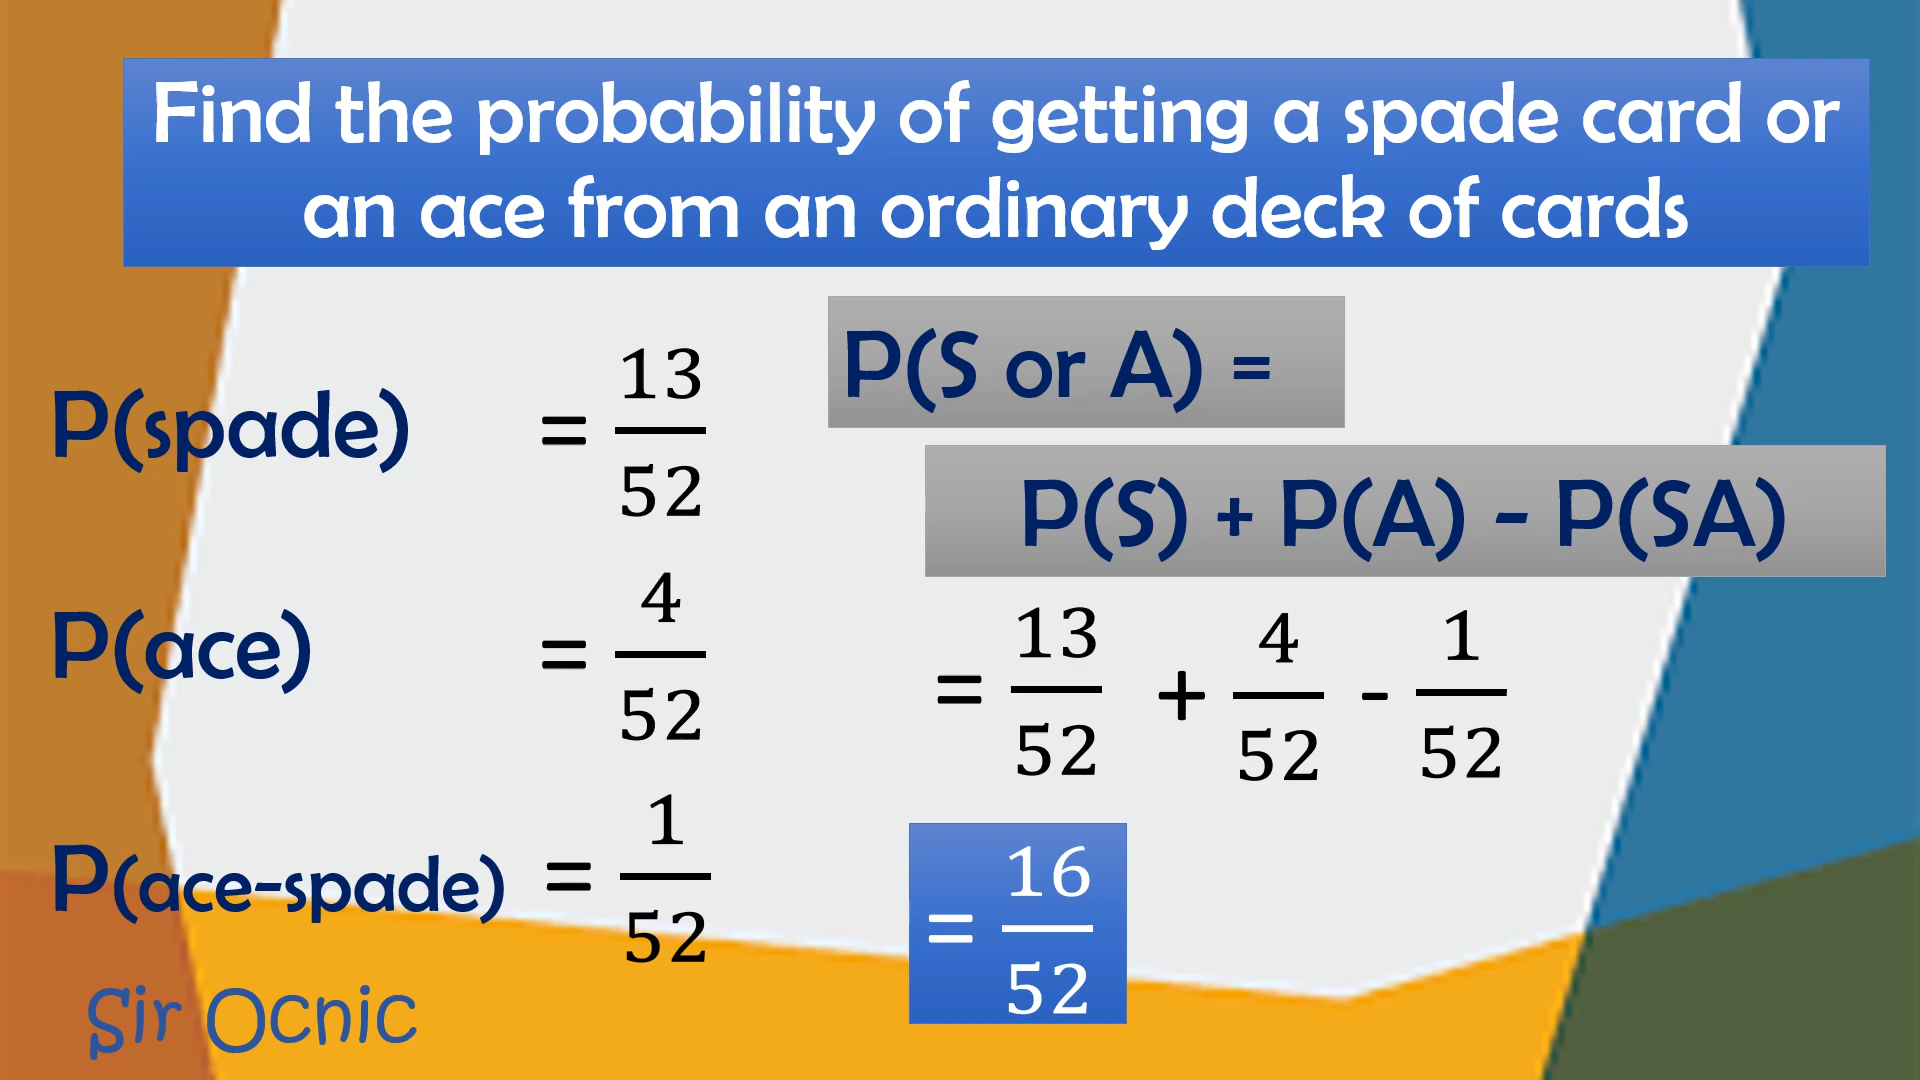 Find the probability of getting a spade card or
an ace from an ordinary deck of cards
P(spade) = 13/52
P(ace) = 4/52
P(ace-spade) = 1/52
P(S or A) =
P(S) + P(A) - P(SA)
= 13/52 + 4/52 - 1/52
= 16/52
Sir Ocnic